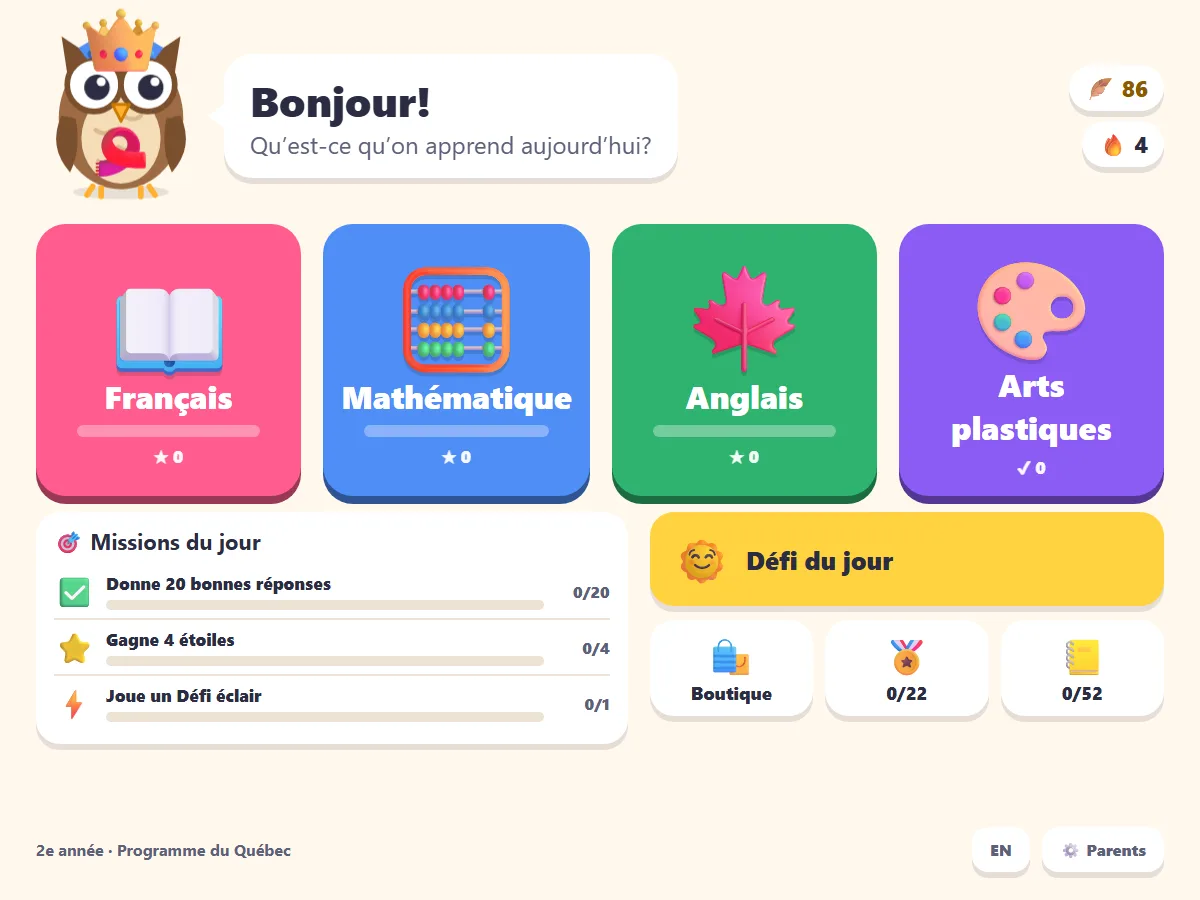 Bonjour!
Qu’est-ce qu’on apprend aujourd’hui?
86
4
Français
★ 0
Mathématique
★ 0
Anglais
★ 0
Arts
plastiques
✓ 0
Missions du jour
Donne 20 bonnes réponses
0/20
Gagne 4 étoiles
0/4
Joue un Défi éclair
0/1
Défi du jour
Boutique
0/22
0/52
2e année · Programme du Québec
EN
Parents